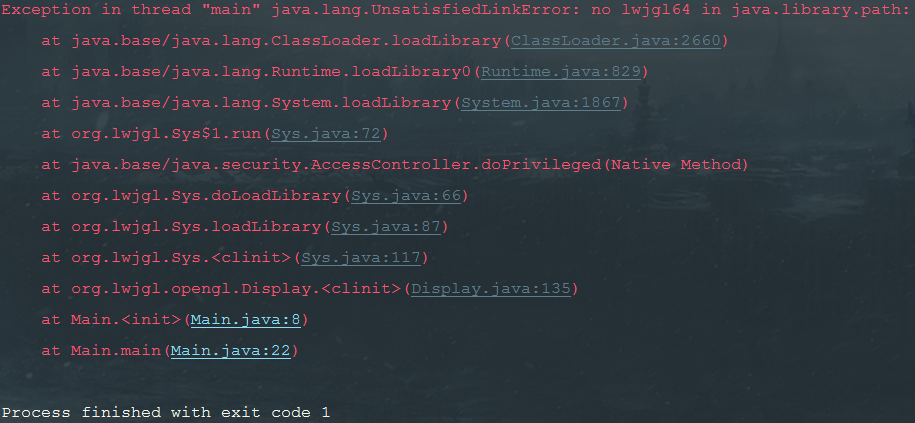 Exception in thread "main" java.lang.UnsatisfiedLinkError: no lwjgl64 in java.library.path:
at java.base/java.lang.ClassLoader.loadLibrary(ClassLoader.java:2660)
at java.base/java.lang.Runtime.loadLibrary0(Runtime.java:829)
at java.base/java.lang.System.loadLibrary(System.java:1867)
at org.lwjgl.Sys$1.run(Sys.java:72)
at java.base/java.security.AccessController.doPrivileged(Native Method)
at org.lwjgl.Sys.doLoadLibrary(Sys.java:66)
at org.lwjgl.Sys.loadLibrary(Sys.java:87)
at org.lwjgl.Sys.<clinit>(Sys.java:117)
at org.lwjgl.opengl.Display.<clinit>(Display.java:135)
at Main.<init>(Main.java:8)
at Main.main(Main.java:22)
Process finished with exit code 1